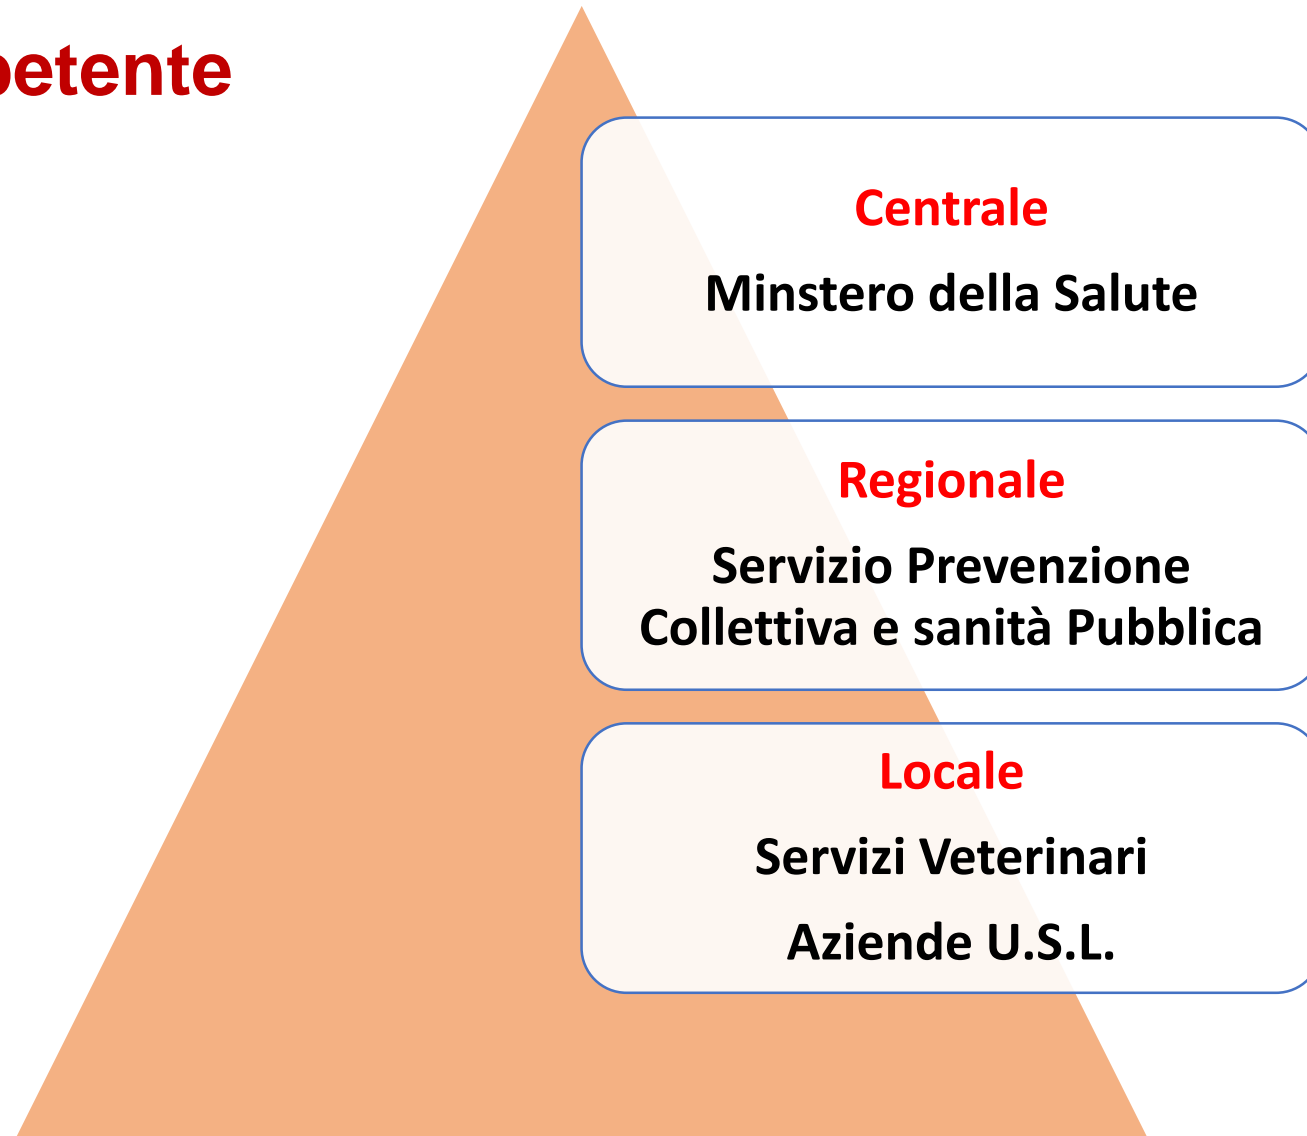 petente
Centrale
Minstero della Salute
Regionale
Servizio Prevenzione
Collettiva e sanità Pubblica
Locale
Servizi Veterinari
Aziende U.S.L.